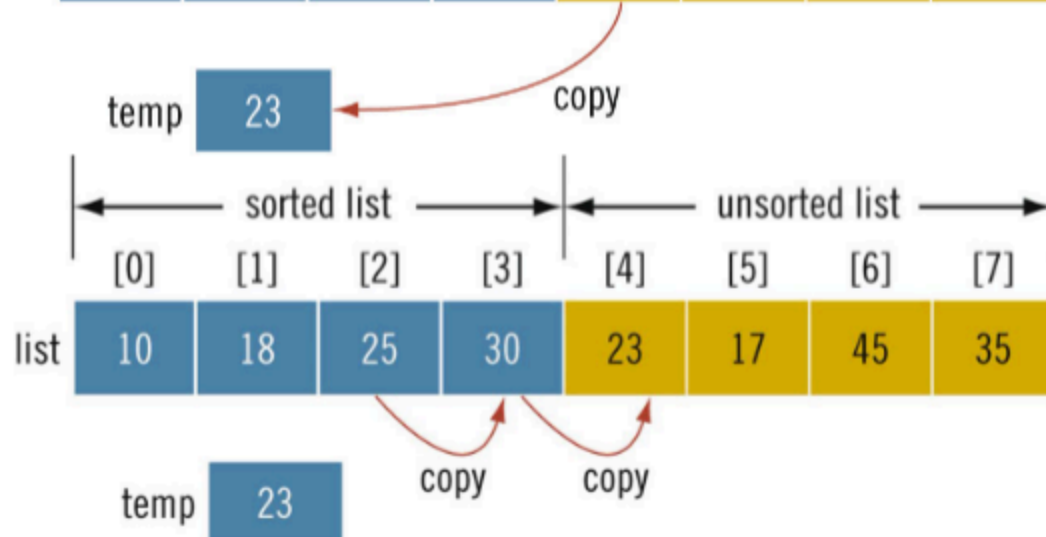 temp 23 copy
sorted list unsorted list
[0] [1] [2] [3] [4] [5] [6] [7]
list 10 18 25 30 23 17 45 35
copy copy
temp 23